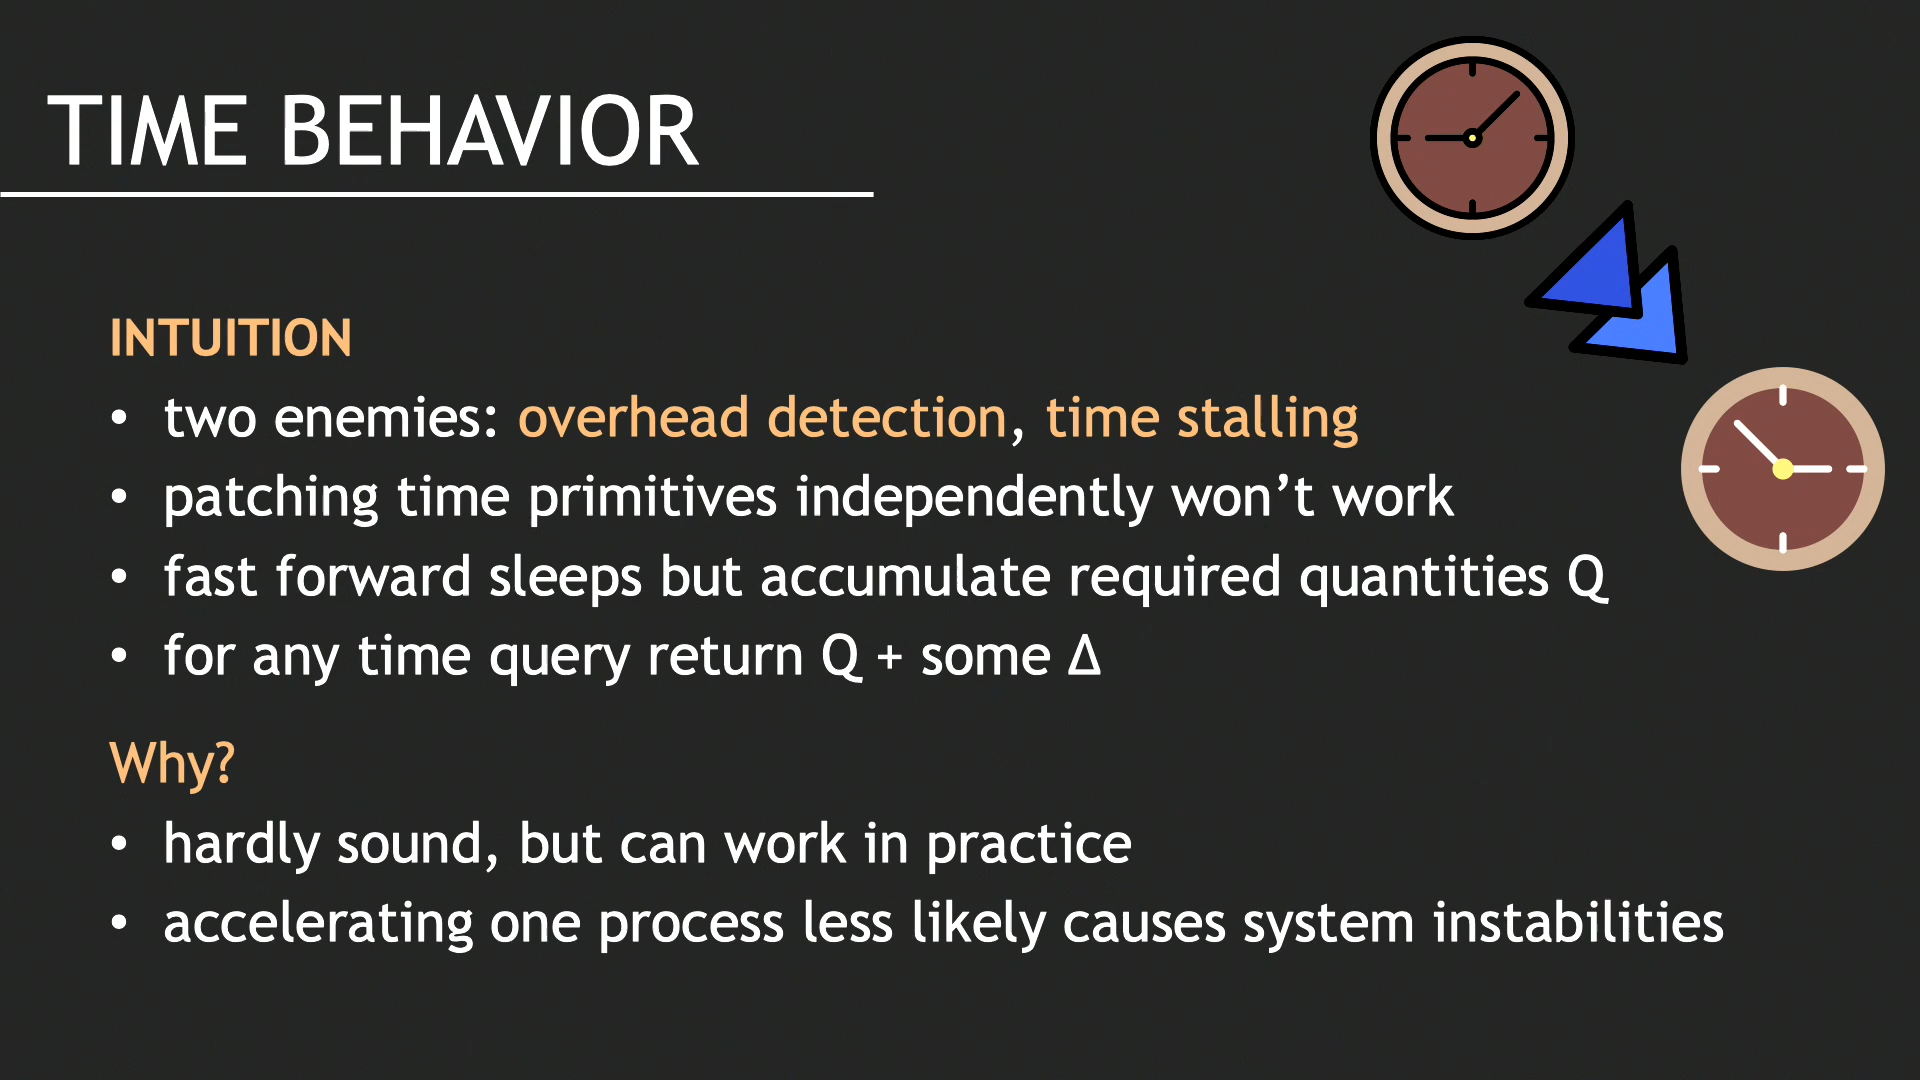 TIME BEHAVIOR
INTUITION
• two enemies: overhead detection, time stalling
• patching time primitives independently won’t work
• fast forward sleeps but accumulate required quantities Q
• for any time query return Q + some Δ
Why?
• hardly sound, but can work in practice
• accelerating one process less likely causes system instabilities